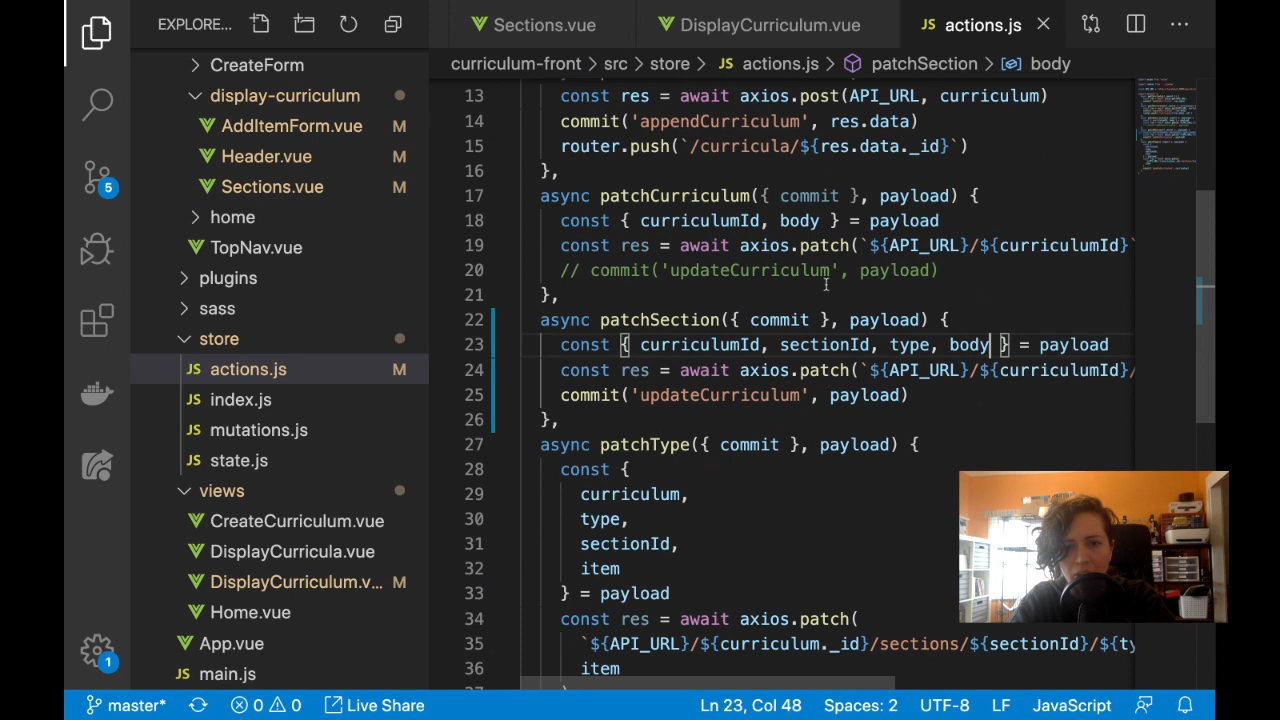 EXPLORE...
Sections.vue
DisplayCurriculum.vue
JS actions.js
curriculum-front > src > store > JS actions.js > patchSection > body
CreateForm
display-curriculum
AddItemForm.vue M
Header.vue M
5
Sections.vue M
home
TopNav.vue
plugins
sass
store
JS actions.js M
JS index.js
JS mutations.js
JS state.js
views
CreateCurriculum.vue
DisplayCurricula.vue
DisplayCurriculum.v... M
Home.vue
App.vue
1
JS main.js
13 const res = await axios.post(API_URL, curriculum)
14 commit('appendCurriculum', res.data)
15 router.push(`/curricula/${res.data._id}`)
16 },
17 async patchCurriculum({ commit }, payload) {
18 const { curriculumId, body } = payload
19 const res = await axios.patch(`${API_URL}/${curriculumId}`
20 // commit('updateCurriculum', payload)
21 },
22 async patchSection({ commit }, payload) {
23 const { curriculumId, sectionId, type, body } = payload
24 const res = await axios.patch(`${API_URL}/${curriculumId}/
25 commit('updateCurriculum', payload)
26 },
27 async patchType({ commit }, payload) {
28 const {
29 curriculum,
30 type,
31 sectionId,
32 item
33 } = payload
34 const res = await axios.patch(
35 `${API_URL}/${curriculum._id}/sections/${sectionId}/${ty
36 item
master* 0 0 Live Share Ln 23, Col 48 Spaces: 2 UTF-8 LF JavaScript